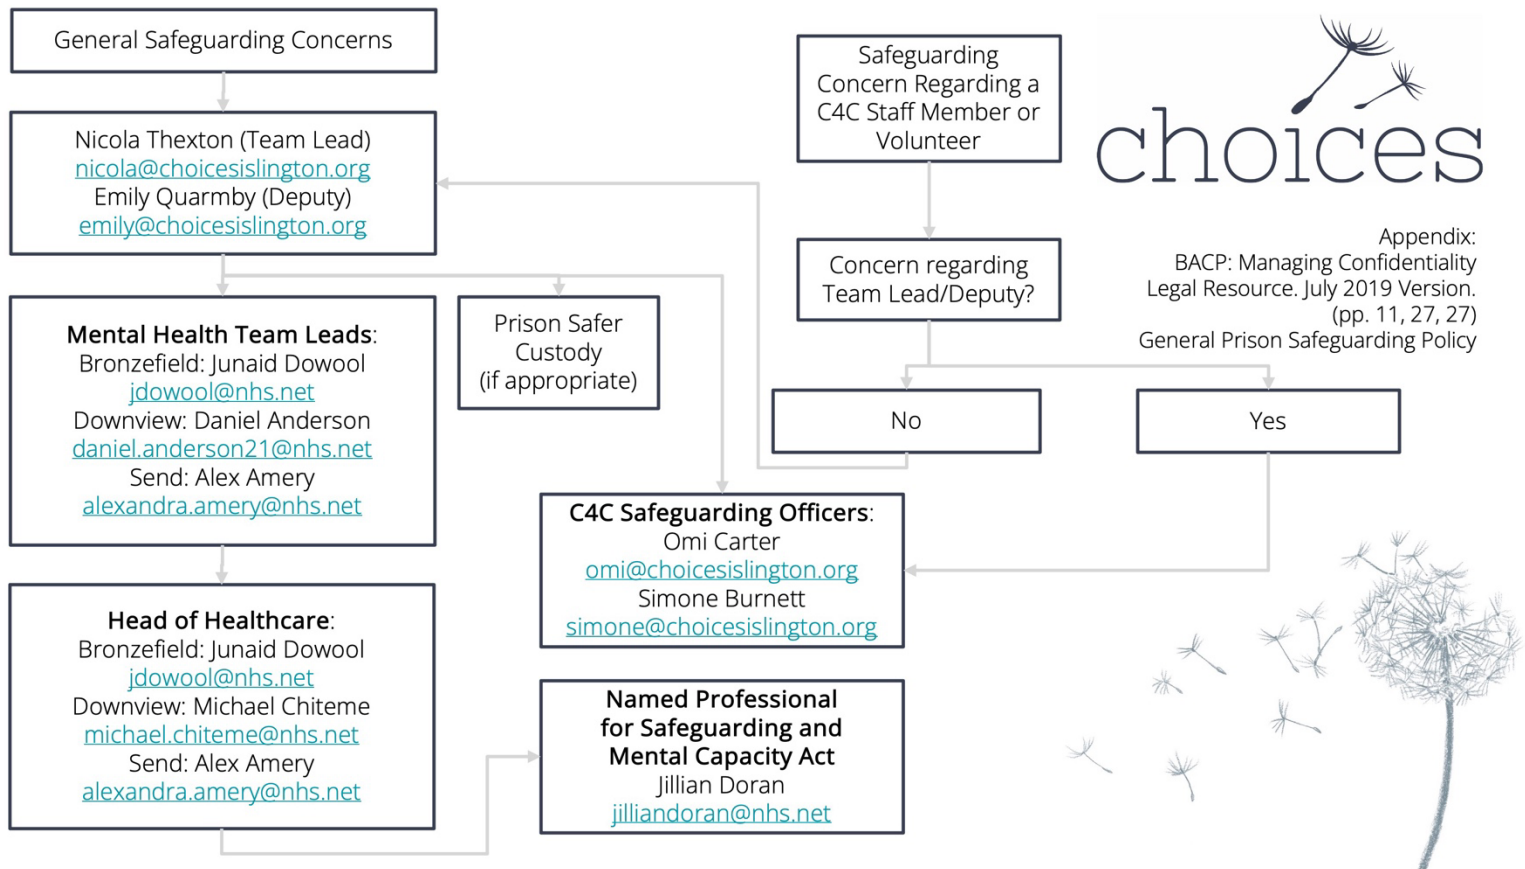 General Safeguarding Concerns
Nicola Thexton (Team Lead)
nicola@choicesislington.org
Emily Quarmby (Deputy)
emily@choicesislington.org
Mental Health Team Leads:
Bronzefield: Junaid Dowool
jdowool@nhs.net
Downview: Daniel Anderson
daniel.anderson21@nhs.net
Send: Alex Amery
alexandra.amery@nhs.net
Head of Healthcare:
Bronzefield: Junaid Dowool
jdowool@nhs.net
Downview: Michael Chiteme
michael.chiteme@nhs.net
Send: Alex Amery
alexandra.amery@nhs.net
Prison Safer
Custody
(if appropriate)
Safeguarding
Concern Regarding a
C4C Staff Member or
Volunteer
Concern regarding
Team Lead/Deputy?
No
Yes
C4C Safeguarding Officers:
Omi Carter
omi@choicesislington.org
Simone Burnett
simone@choicesislington.org
Named Professional
for Safeguarding and
Mental Capacity Act
Jillian Doran
jilliandoran@nhs.net
choices
Appendix:
BACP: Managing Confidentiality
Legal Resource. July 2019 Version.
(pp. 11, 27, 27)
General Prison Safeguarding Policy